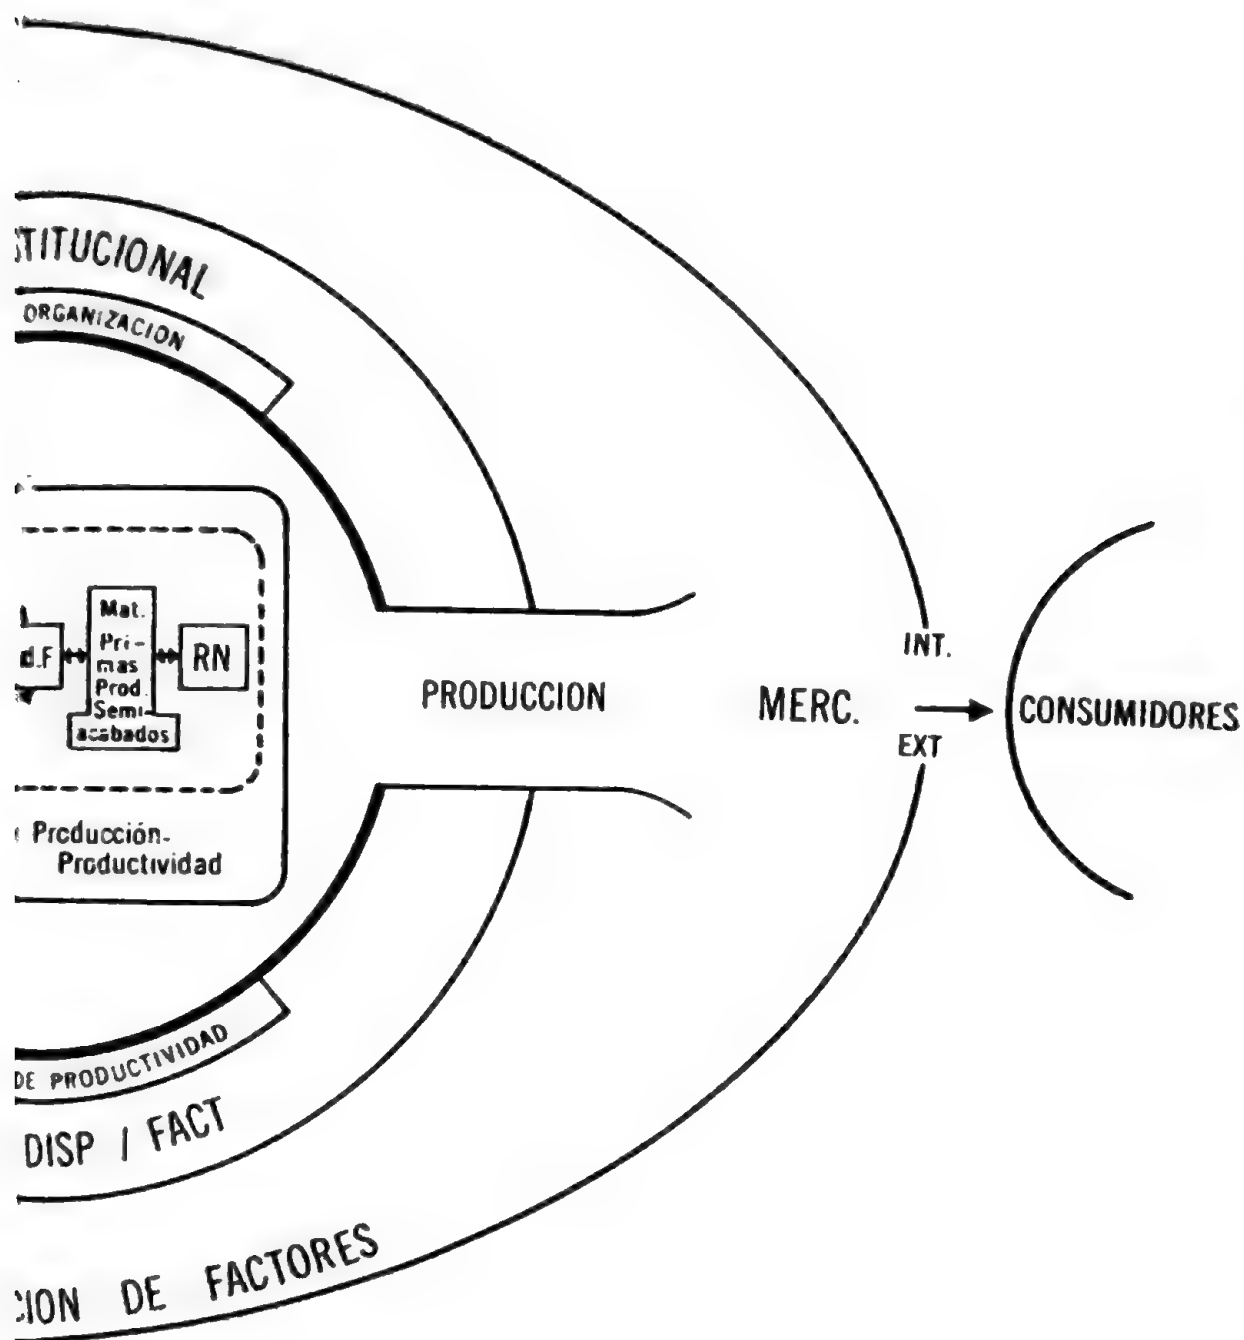 STITUCIONAL
ORGANIZACION
d.F
Mat.
Pri-
mas
Prod.
Semi-
acabados
RN
PRODUCCION
MERC.
INT.
EXT
CONSUMIDORES
Producción-
Productividad
DE PRODUCTIVIDAD
DISP / FACT
CION DE FACTORES